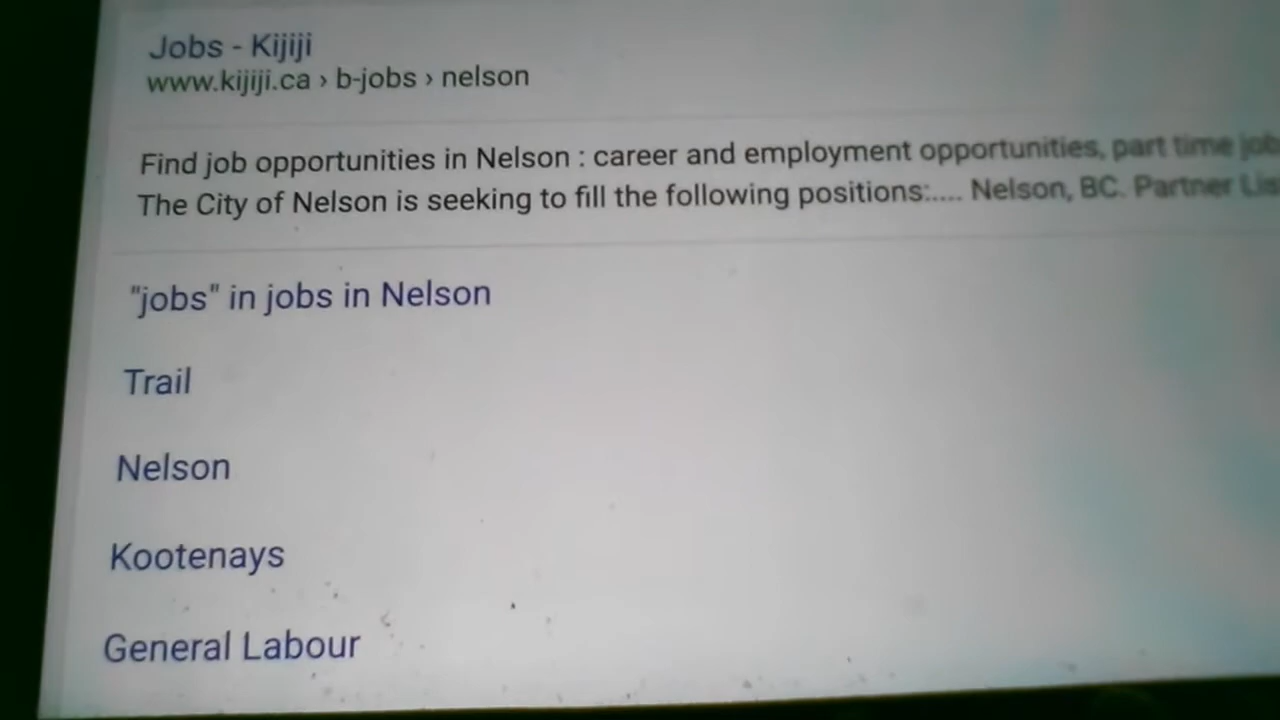 Jobs - Kijiji
www.kijiji.ca › b-jobs › nelson
Find job opportunities in Nelson : career and employment opportunities, part time job
The City of Nelson is seeking to fill the following positions:..... Nelson, BC. Partner Lis
"jobs" in jobs in Nelson
Trail
Nelson
Kootenays
General Labour